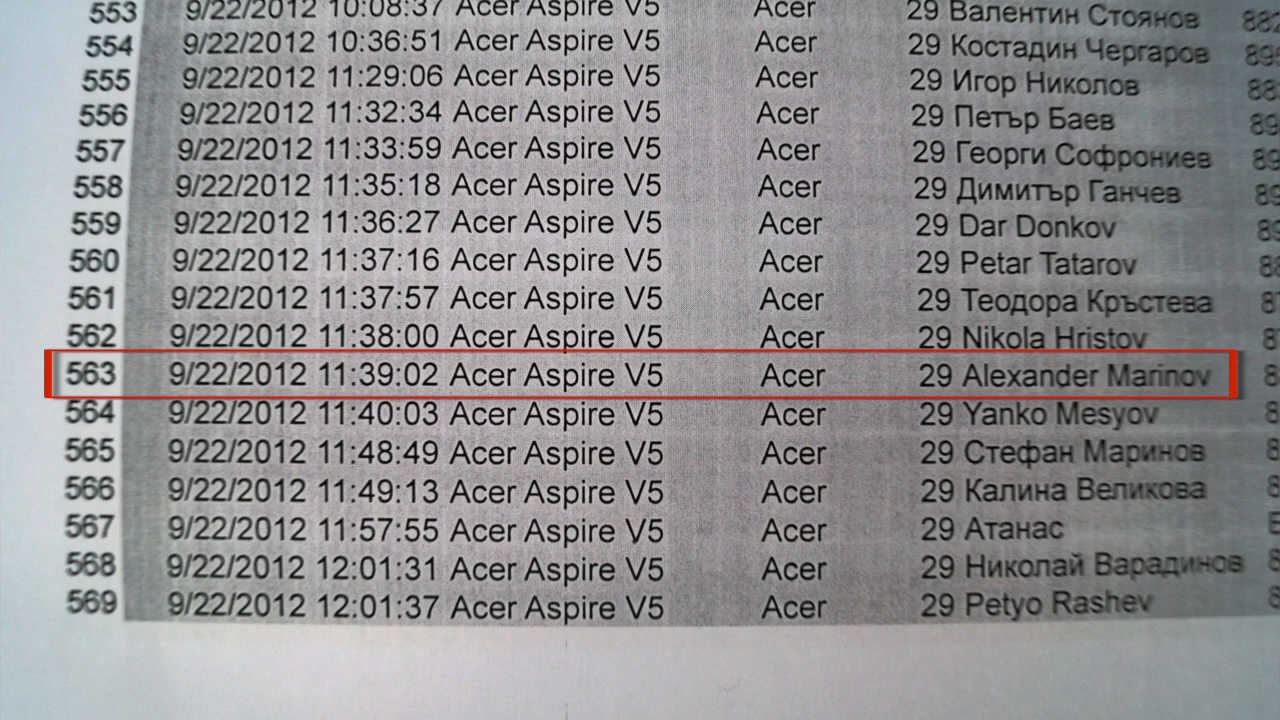 553 9/22/2012 10:08:37 Acer Aspire V5 Acer 29 Валентин Стоянов
554 9/22/2012 10:36:51 Acer Aspire V5 Acer 29 Костадин Чергаров
555 9/22/2012 11:29:06 Acer Aspire V5 Acer 29 Игор Николов
556 9/22/2012 11:32:34 Acer Aspire V5 Acer 29 Петър Баев
557 9/22/2012 11:33:59 Acer Aspire V5 Acer 29 Георги Софрониев
558 9/22/2012 11:35:18 Acer Aspire V5 Acer 29 Димитър Ганчев
559 9/22/2012 11:36:27 Acer Aspire V5 Acer 29 Dar Donkov
560 9/22/2012 11:37:16 Acer Aspire V5 Acer 29 Petar Tatarov
561 9/22/2012 11:37:57 Acer Aspire V5 Acer 29 Теодора Кръстева
562 9/22/2012 11:38:00 Acer Aspire V5 Acer 29 Nikola Hristov
563 9/22/2012 11:39:02 Acer Aspire V5 Acer 29 Alexander Marinov
564 9/22/2012 11:40:03 Acer Aspire V5 Acer 29 Yanko Mesyov
565 9/22/2012 11:48:49 Acer Aspire V5 Acer 29 Стефан Маринов
566 9/22/2012 11:49:13 Acer Aspire V5 Acer 29 Калина Великова
567 9/22/2012 11:57:55 Acer Aspire V5 Acer 29 Атанас
568 9/22/2012 12:01:31 Acer Aspire V5 Acer 29 Николай Варадинов
569 9/22/2012 12:01:37 Acer Aspire V5 Acer 29 Petyo Rashev